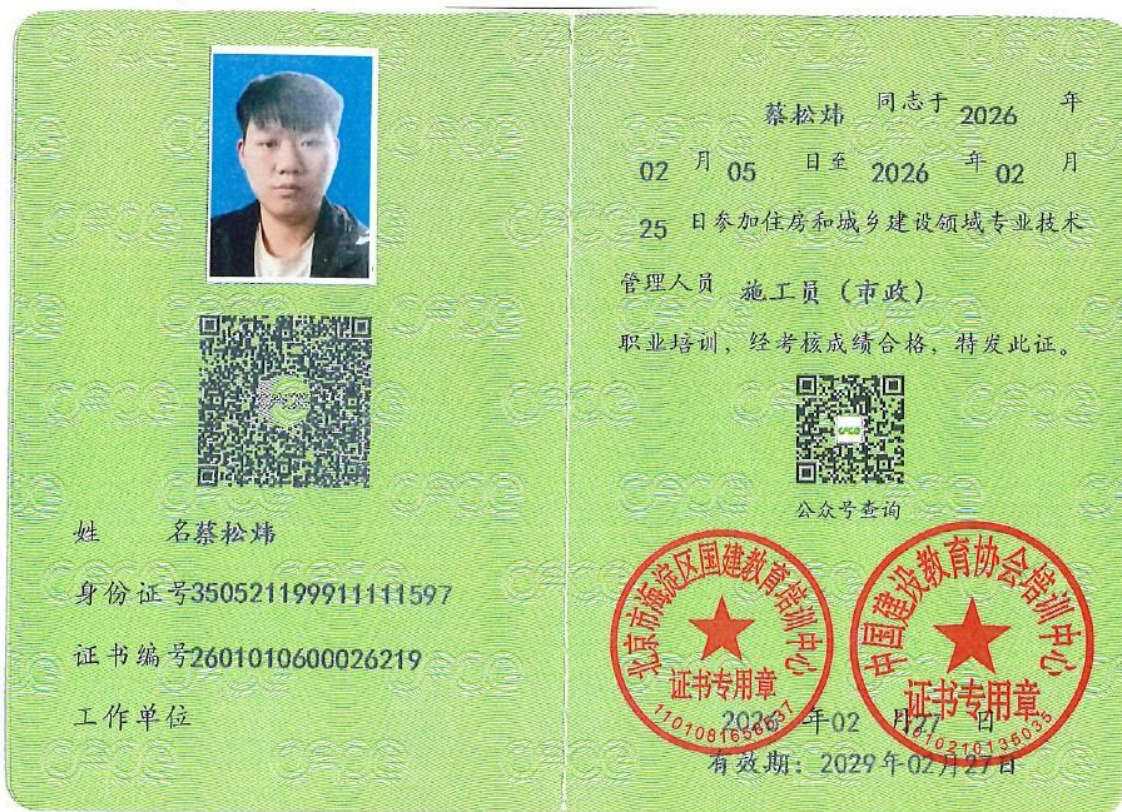 姓 名蔡松炜
身份证号350521199911111597
证书编号2601010600026219
工作单位
蔡松炜 同志于 2026 年
02 月 05 日至 2026 年 02 月
25 日参加住房和城乡建设领域专业技术
管理人员 施工员（市政）
职业培训，经考核成绩合格，特发此证。
公众号查询
北京市海淀区国建教育培训中心
证书专用章
中国建设教育协会培训中心
证书专用章
2026 年02 月27 日
有效期：2029年02月27日